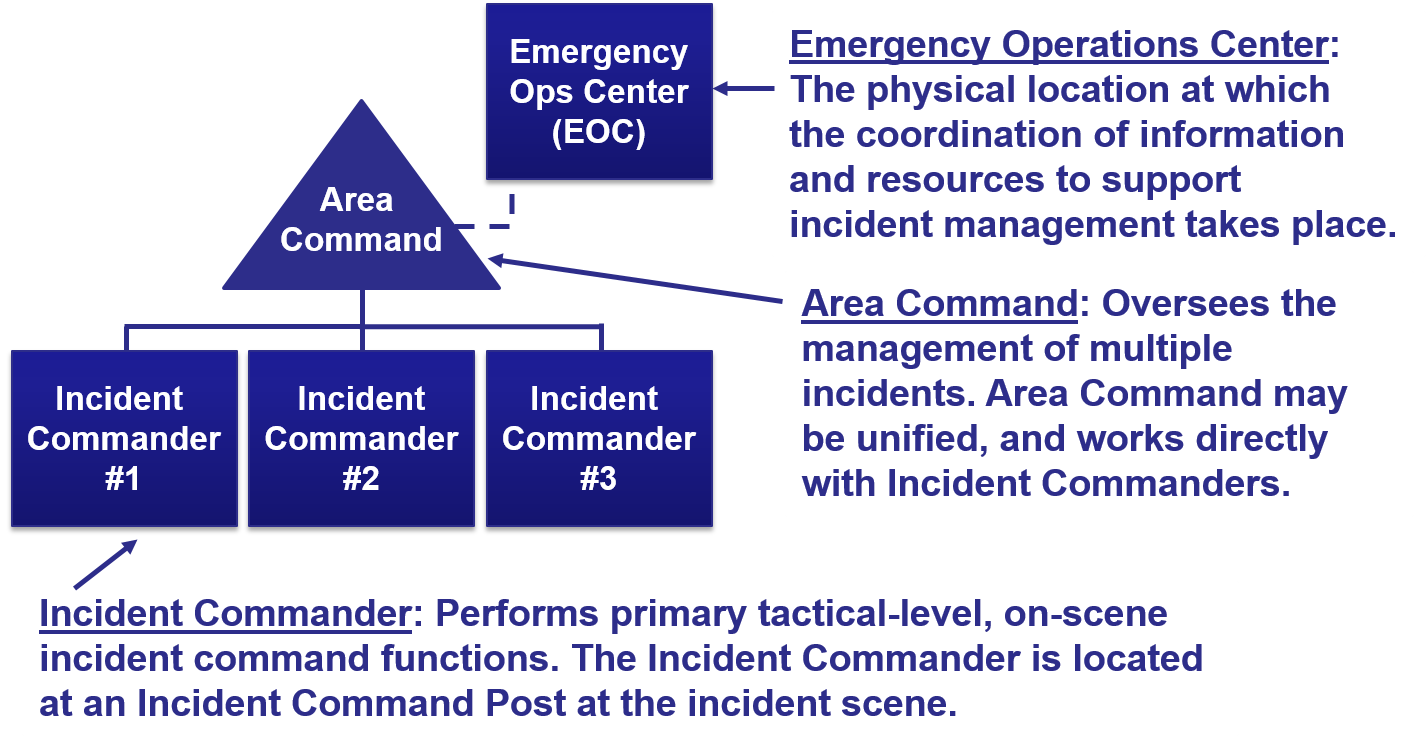 Emergency
Ops Center
(EOC)
Emergency Operations Center:
The physical location at which
the coordination of information
and resources to support
incident management takes place.
Area
Command
Area Command: Oversees the
management of multiple
incidents. Area Command may
be unified, and works directly
with Incident Commanders.
Incident
Commander
#1
Incident
Commander
#2
Incident
Commander
#3
Incident Commander: Performs primary tactical-level, on-scene
incident command functions. The Incident Commander is located
at an Incident Command Post at the incident scene.